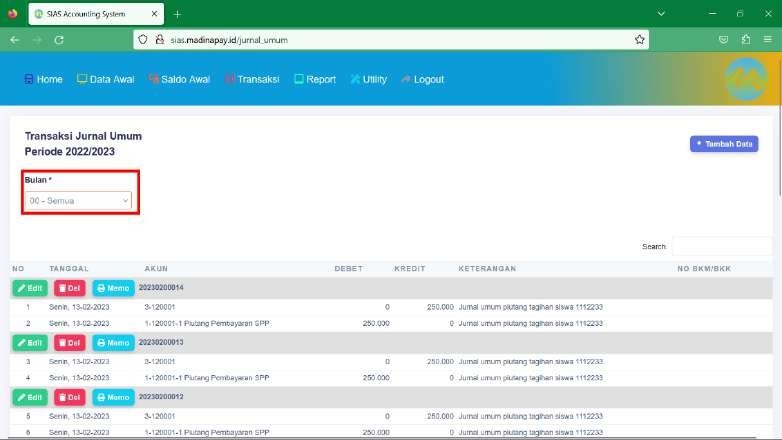 SIAS Accounting System
sias.madinapay.id/jurnal_umum
Home Data Awal Saldo Awal Transaksi Report Utility Logout
Transaksi Jurnal Umum
Periode 2022/2023
+ Tambah Data
Bulan *
00 - Semua
Search:
NO TANGGAL AKUN DEBET KREDIT KETERANGAN NO BKM/BKK
Edit Del Memo 20230200014
1 Senin, 13-02-2023 3-120001 0 250.000 Jurnal umum piutang tagihan siswa 1112233
2 Senin, 13-02-2023 1-120001-1 Piutang Pembayaran SPP 250.000 0 Jurnal umum piutang tagihan siswa 1112233
Edit Del Memo 20230200013
3 Senin, 13-02-2023 3-120001 0 250.000 Jurnal umum piutang tagihan siswa 1112233
4 Senin, 13-02-2023 1-120001-1 Piutang Pembayaran SPP 250.000 0 Jurnal umum piutang tagihan siswa 1112233
Edit Del Memo 20230200012
5 Senin, 13-02-2023 3-120001 0 250.000 Jurnal umum piutang tagihan siswa 1112233
6 Senin, 13-02-2023 1-120001-1 Piutang Pembayaran SPP 250.000 0 Jurnal umum piutang tagihan siswa 1112233